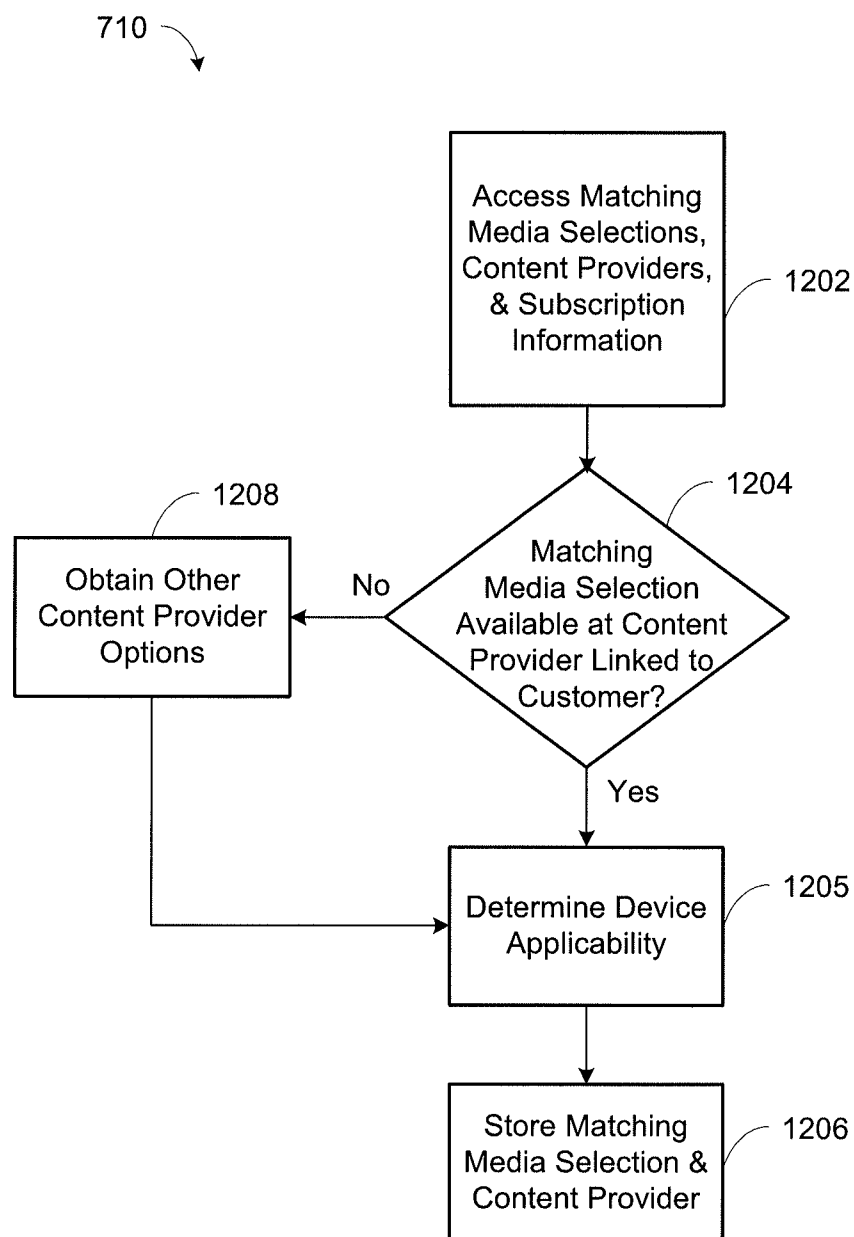 710
Access Matching
Media Selections,
Content Providers,
& Subscription
Information
1202
1204
Matching
Media Selection
Available at Content
Provider Linked to
Customer?
No
1208
Obtain Other
Content Provider
Options
Yes
1205
Determine Device
Applicability
1206
Store Matching
Media Selection &
Content Provider